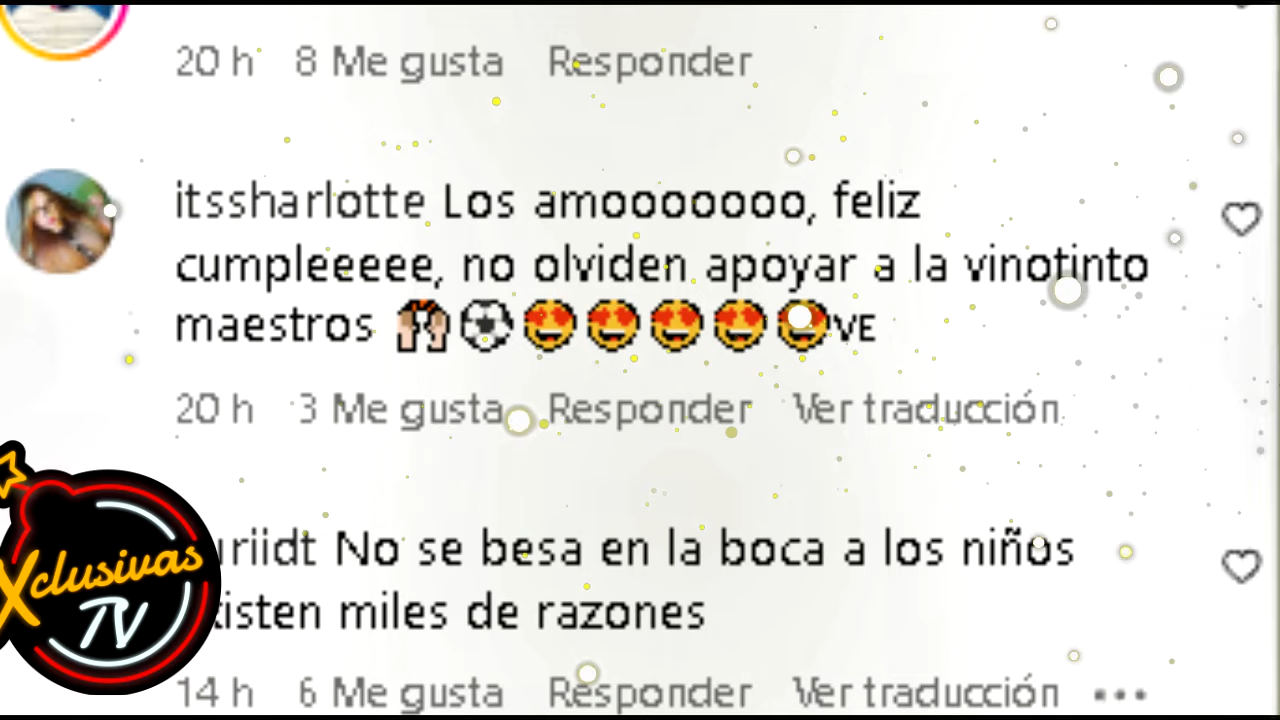 20 h 8 Me gusta Responder
itssharlotte Los amooooooo, feliz
cumpleeeee, no olviden apoyar a la vinotinto
maestros 🙌🏻⚽😍😍😍😍😍VE
20 h 3 Me gusta Responder Ver traducción
uriidt No se besa en la boca a los niños
xisten miles de razones
14 h 6 Me gusta Responder Ver traducción •••
Xclusivas
TV